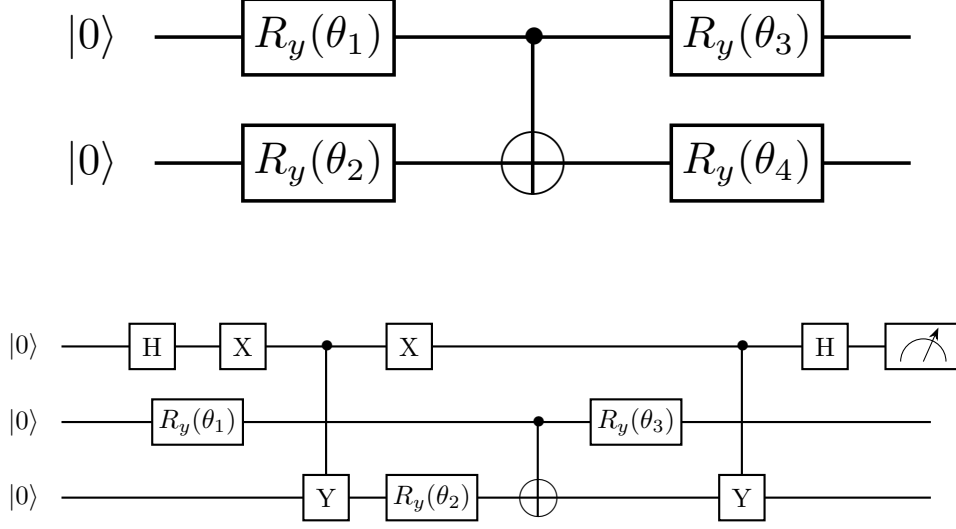 |0⟩ R_y(θ_1) R_y(θ_3)
|0⟩ R_y(θ_2) R_y(θ_4)
|0⟩ H X X H
|0⟩ R_y(θ_1) R_y(θ_3)
|0⟩ Y R_y(θ_2) Y